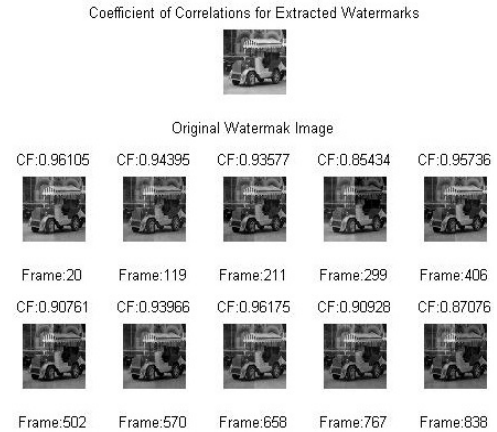 Coefficient of Correlations for Extracted Watermarks
Original Watermak Image
CF:0.96105 CF:0.94395 CF:0.93577 CF:0.85434 CF:0.95736
Frame:20 Frame:119 Frame:211 Frame:299 Frame:406
CF:0.90761 CF:0.93966 CF:0.96175 CF:0.90928 CF:0.87076
Frame:502 Frame:570 Frame:658 Frame:767 Frame:838